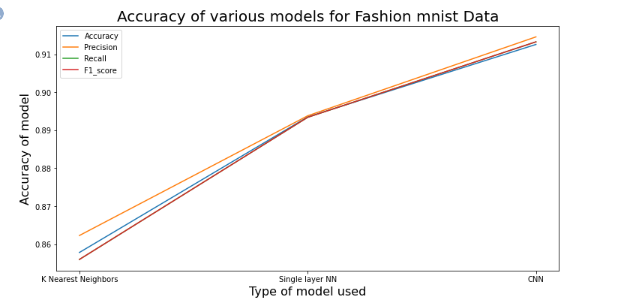 Accuracy of various models for Fashion mnist Data
Accuracy
Precision
Recall
F1_score
Accuracy of model
0.91
0.90
0.89
0.88
0.87
0.86
K Nearest Neighbors
Single layer NN
CNN
Type of model used